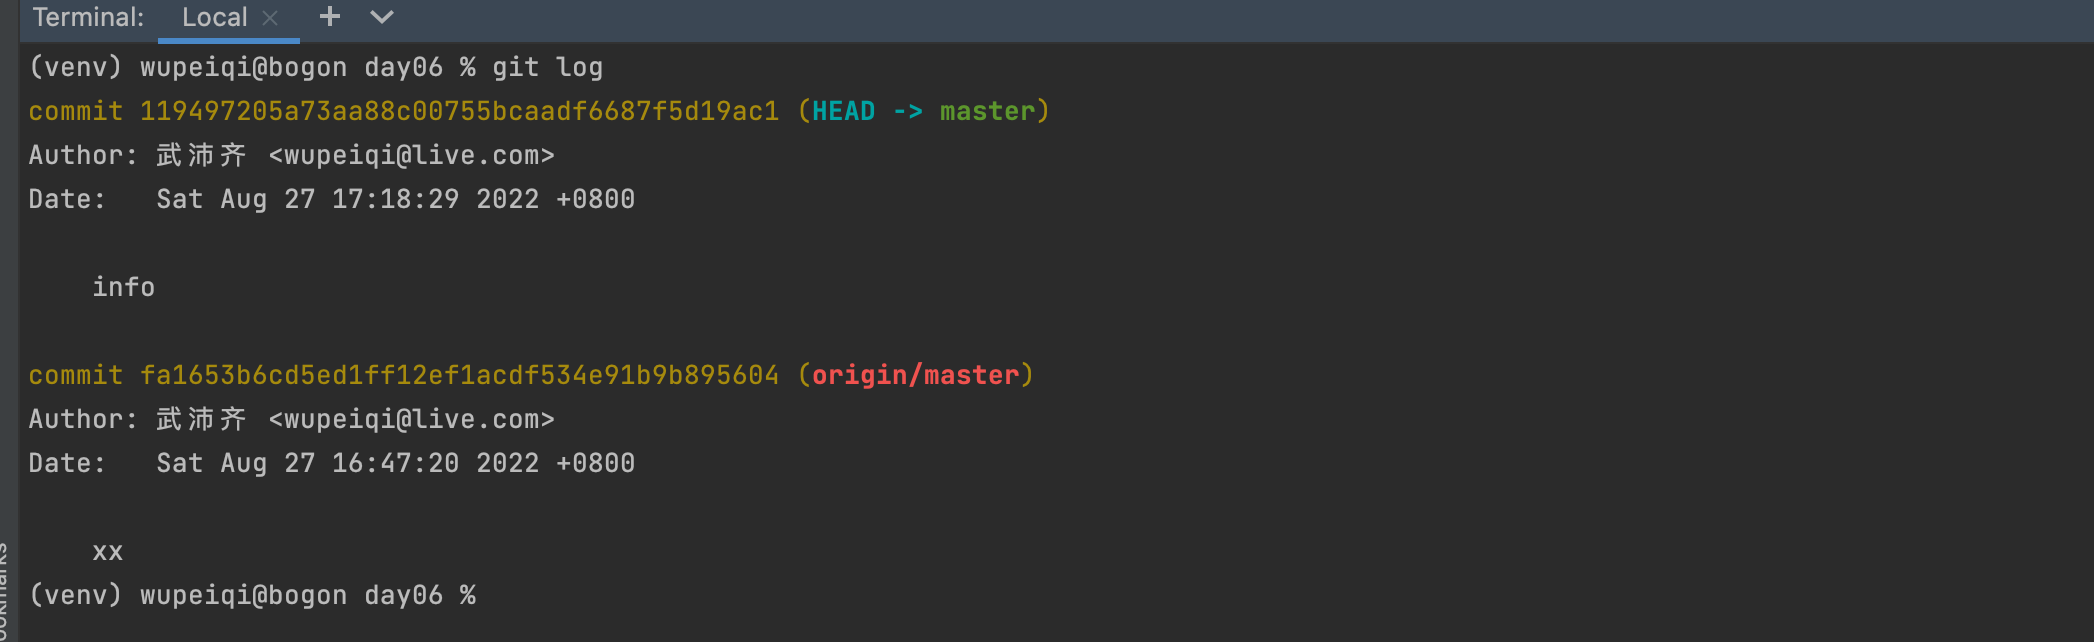 Terminal: Local × + 
(venv) wupeiqi@bogon day06 % git log
commit 119497205a73aa88c00755bcaadf6687f5d19ac1 (HEAD -> master)
Author: 武沛齐 <wupeiqi@live.com>
Date:   Sat Aug 27 17:18:29 2022 +0800
info
commit fa1653b6cd5ed1ff12ef1acdf534e91b9b895604 (origin/master)
Author: 武沛齐 <wupeiqi@live.com>
Date:   Sat Aug 27 16:47:20 2022 +0800
xx
(venv) wupeiqi@bogon day06 %